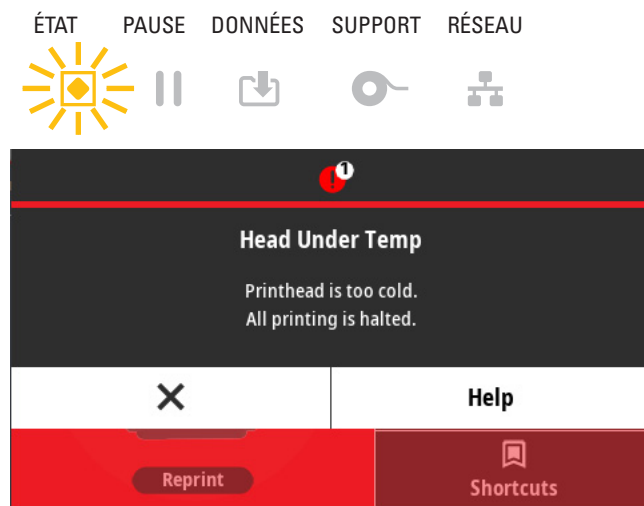 ÉTAT PAUSE DONNÉES SUPPORT RÉSEAU
1
Head Under Temp
Printhead is too cold.
All printing is halted.
Help
Reprint
Shortcuts